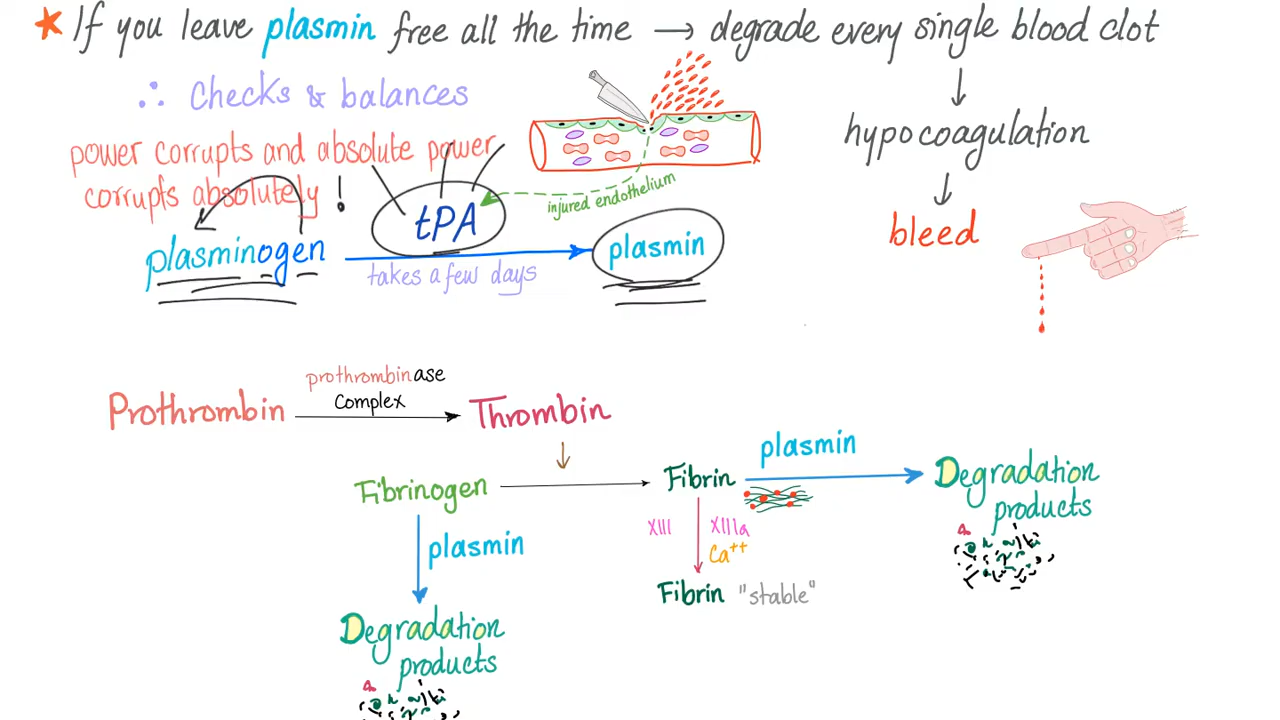 * If you leave plasmin free all the time → degrade every single blood clot
↓
∴ Checks & balances
hypocoagulation
power corrupts and absolute power
corrupts absolutely !
↓
bleed
injured endothelium
tPA
plasminogen
takes a few days
plasmin
prothrombinase
Complex
Prothrombin
Thrombin
↓
plasmin
Fibrinogen
Fibrin
Degradation
products
XIII
XIIIa
Ca++
plasmin
Fibrin "stable"
Degradation
products